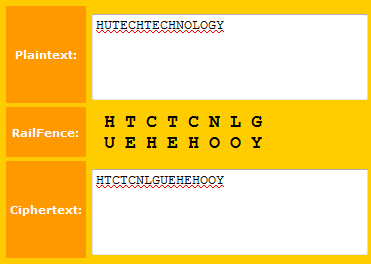 Plaintext:
HUTECHTECHNOLOGY
RailFence:
H T C T C N L G
U E H E H O O Y
Ciphertext:
HTCTCNLGUEHEHOOY